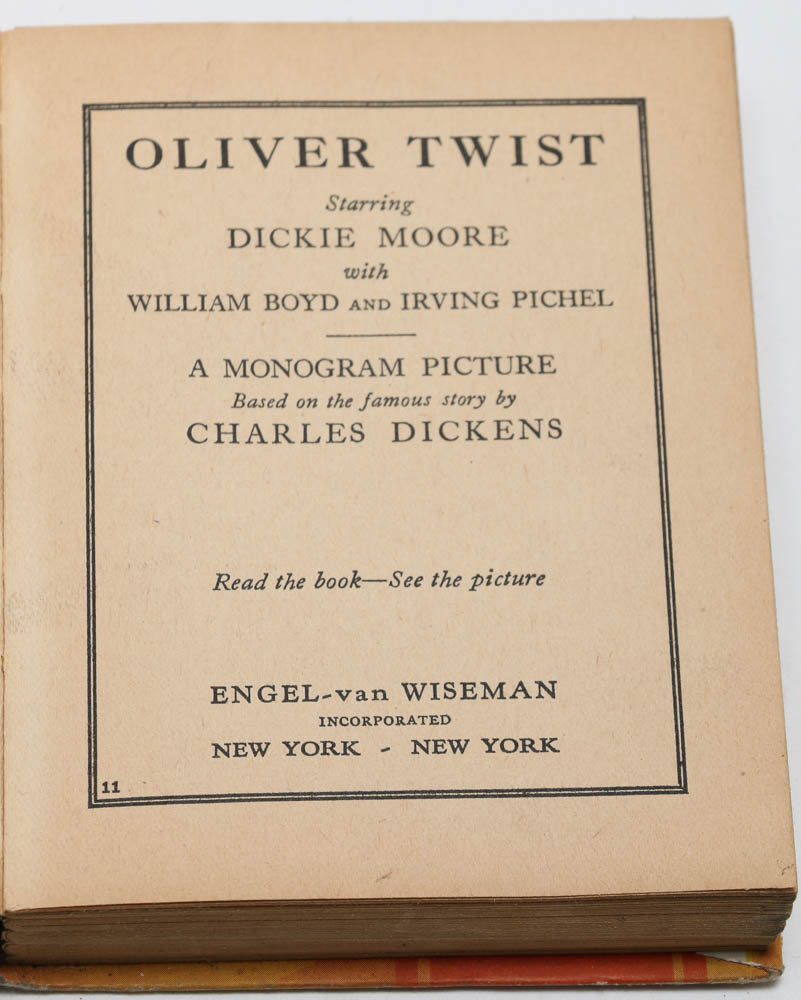 OLIVER TWIST
Starring
DICKIE MOORE
with
WILLIAM BOYD AND IRVING PICHEL
A MONOGRAM PICTURE
Based on the famous story by
CHARLES DICKENS
Read the book—See the picture
ENGEL-van WISEMAN
INCORPORATED
NEW YORK - NEW YORK
11